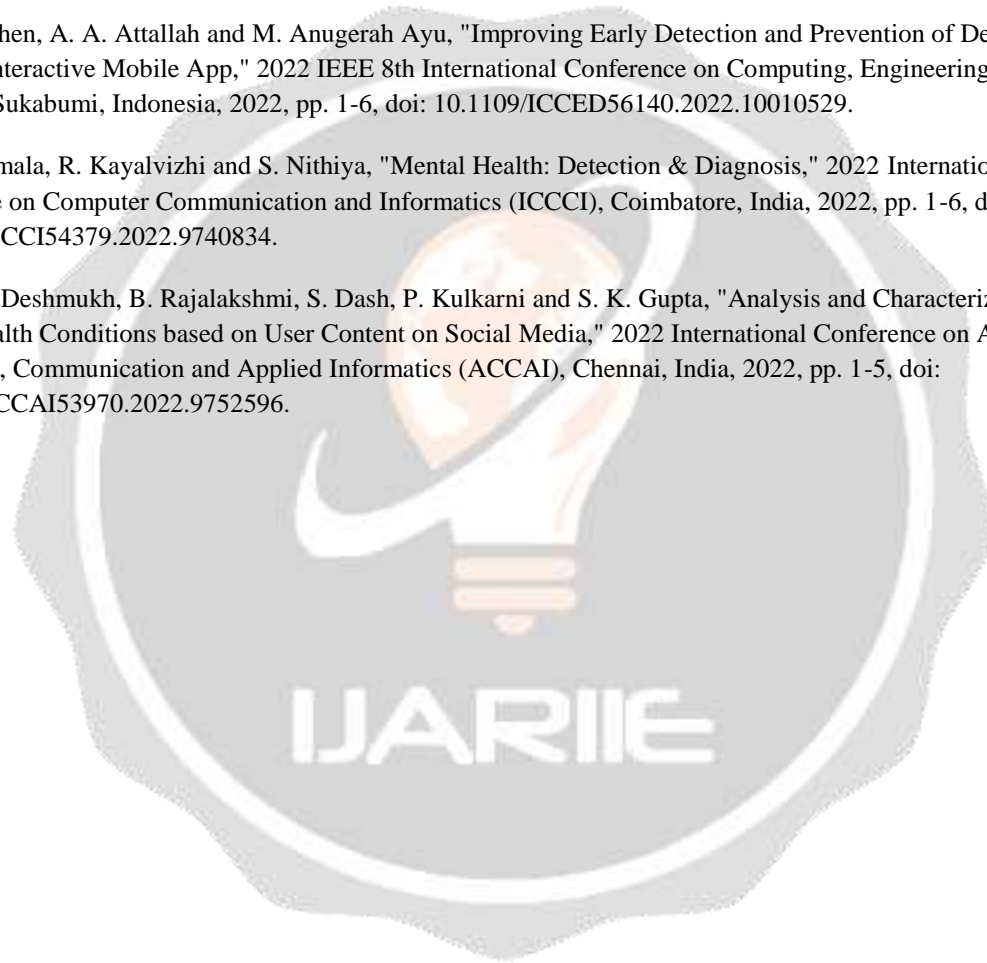 hen, A. A. Attallah and M. Anugerah Ayu, "Improving Early Detection and Prevention of De
nteractive Mobile App," 2022 IEEE 8th International Conference on Computing, Engineering
Sukabumi, Indonesia, 2022, pp. 1-6, doi: 10.1109/ICCED56140.2022.10010529.
mala, R. Kayalvizhi and S. Nithiya, "Mental Health: Detection & Diagnosis," 2022 Internatio
e on Computer Communication and Informatics (ICCCI), Coimbatore, India, 2022, pp. 1-6, d
CCI54379.2022.9740834.
Deshmukh, B. Rajalakshmi, S. Dash, P. Kulkarni and S. K. Gupta, "Analysis and Characteriz
alth Conditions based on User Content on Social Media," 2022 International Conference on A
, Communication and Applied Informatics (ACCAI), Chennai, India, 2022, pp. 1-5, doi:
CCAI53970.2022.9752596.
IJARIIE